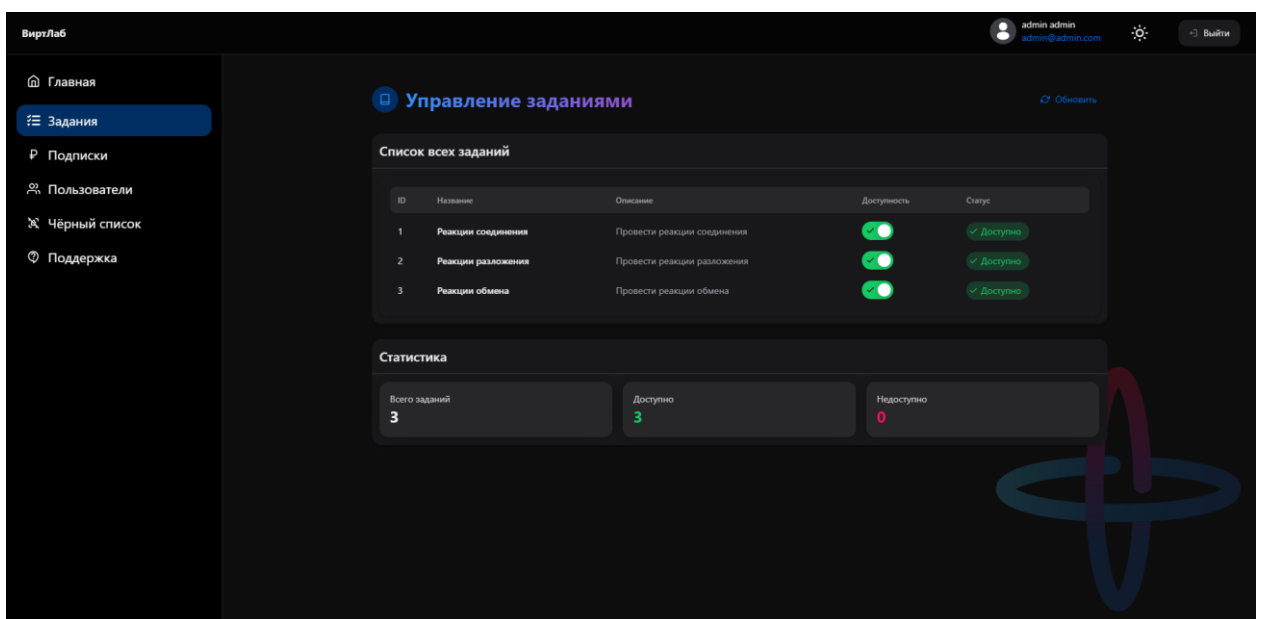 ВиртЛаб
admin admin
admin@admin.com
Выйти
Главная
Задания
Подписки
Пользователи
Чёрный список
Поддержка
Управление заданиями
Обновить
Список всех заданий
ID Название Описание Доступность Статус
1 Реакции соединения Провести реакции соединения Доступно
2 Реакции разложения Провести реакции разложения Доступно
3 Реакции обмена Провести реакции обмена Доступно
Статистика
Всего заданий Доступно Недоступно
3 3 0